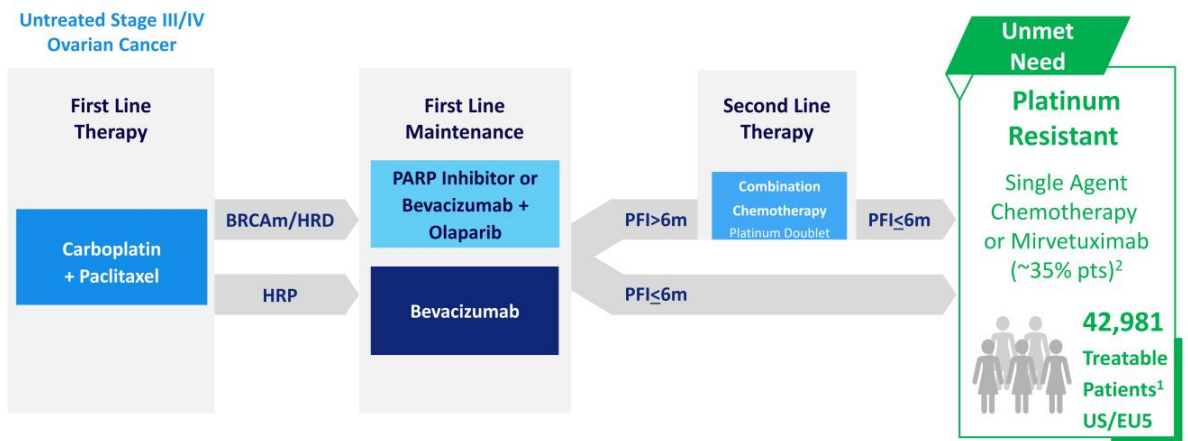 Untreated Stage III/IV
Ovarian Cancer
First Line
Therapy
Carboplatin
+ Paclitaxel
BRCAm/HRD
HRP
First Line
Maintenance
PARP Inhibitor or
Bevacizumab +
Olaparib
Bevacizumab
PFI>6m
PFI≤6m
Second Line
Therapy
Combination
Chemotherapy
Platinum Doublet
PFI≤6m
Unmet
Need
Platinum
Resistant
Single Agent
Chemotherapy
or Mirvetuximab
(~35% pts)²
42,981
Treatable
Patients¹
US/EU5